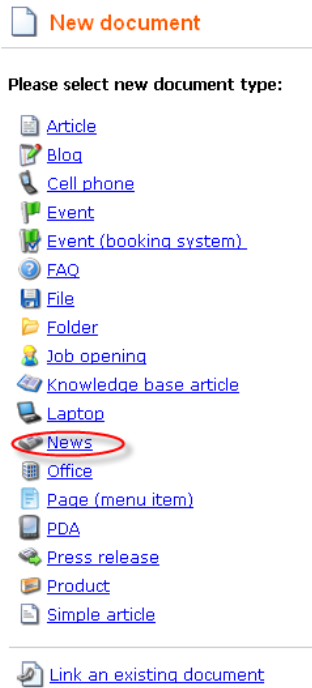 New document
Please select new document type:
Article
Blog
Cell phone
Event
Event (booking system)
FAQ
File
Folder
Job opening
Knowledge base article
Laptop
News
Office
Page (menu item)
PDA
Press release
Product
Simple article
Link an existing document